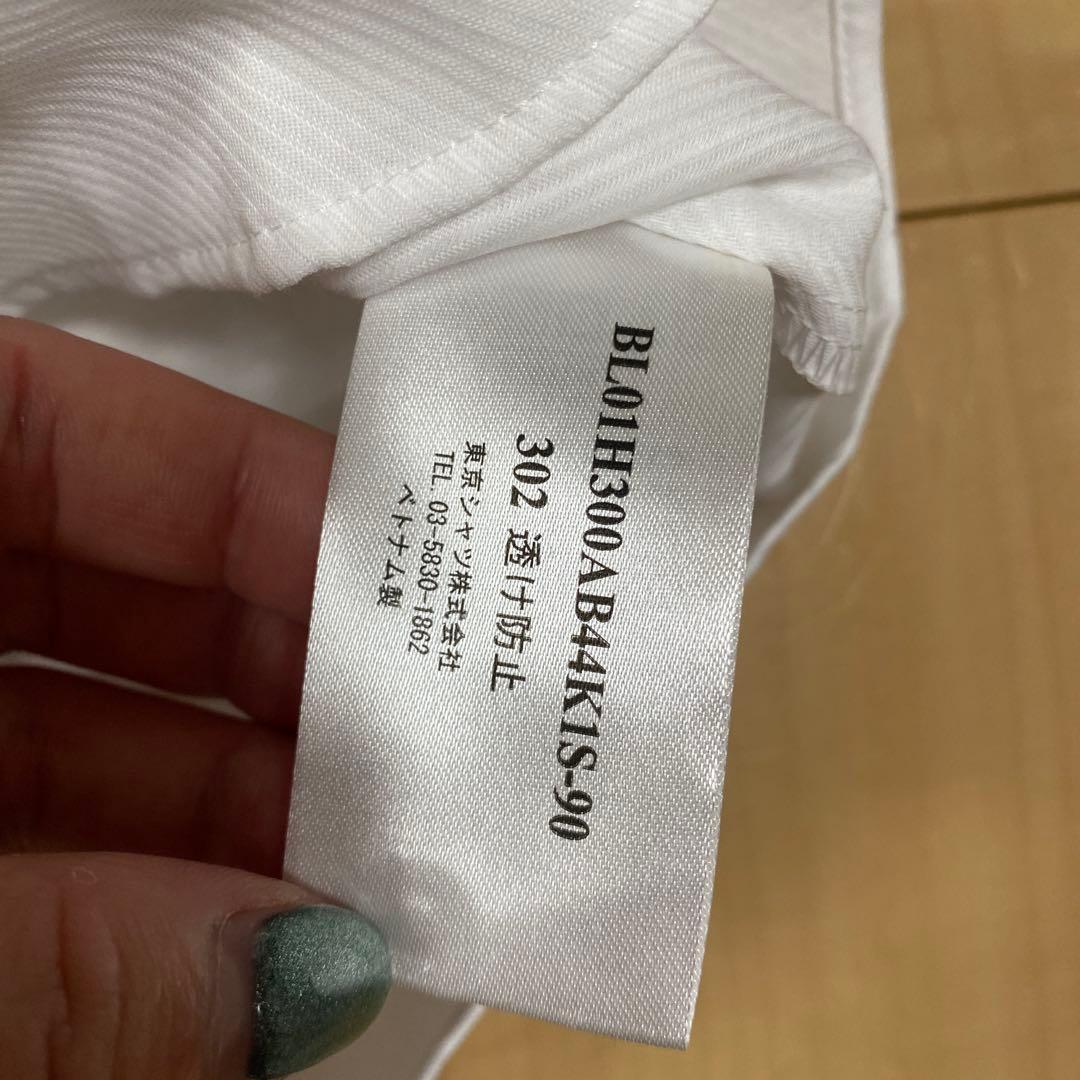 BL01H300AB44K1S-90
302 透け防止
東京シャツ株式会社
TEL. 03-5830-1862
ベトナム製